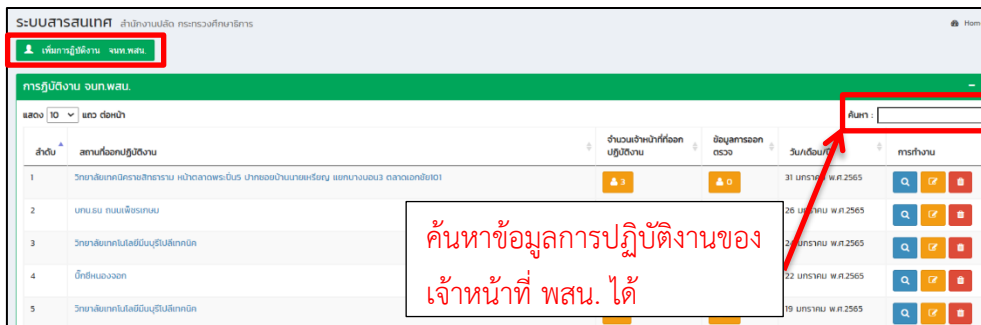 ระบบสารสนเทศ สำนักงานปลัด กระทรวงศึกษาธิการ
Hom
เพิ่มการฏิบัติงาน จนท.พสน.
การฏิบัติงาน จนท.พสน.
แสดง 10 แถว ต่อหน้า
ค้นหา :
ลำดับ สถานที่ออกปฏิบัติงาน จำนวนเจ้าหน้าที่ที่ออกปฏิบัติงาน ข้อมูลการออกตรวจ วัน/เดือน/ปี การทำงาน
1 วิทยาลัยเทคนิคราชสิทธาราม หน้าตลาดพระปิ่น5 ปากซอยบ้านนายเหรียญ แยกบางบอน3 ตลาดเอกชัย101 3 0 31 มกราคม พ.ศ.2565
2 26 มกราคม พ.ศ.2565
3 วิทยาลัยเทคโนโลยีมีนบุรีโปลีเทคนิค 24 มกราคม พ.ศ.2565
4 บิ๊กซีหนองจอก 22 มกราคม พ.ศ.2565
5 วิทยาลัยเทคโนโลยีมีนบุรีโปลีเทคนิค 19 มกราคม พ.ศ.2565
ค้นหาข้อมูลการปฏิบัติงานของ
เจ้าหน้าที่ พสน. ได้